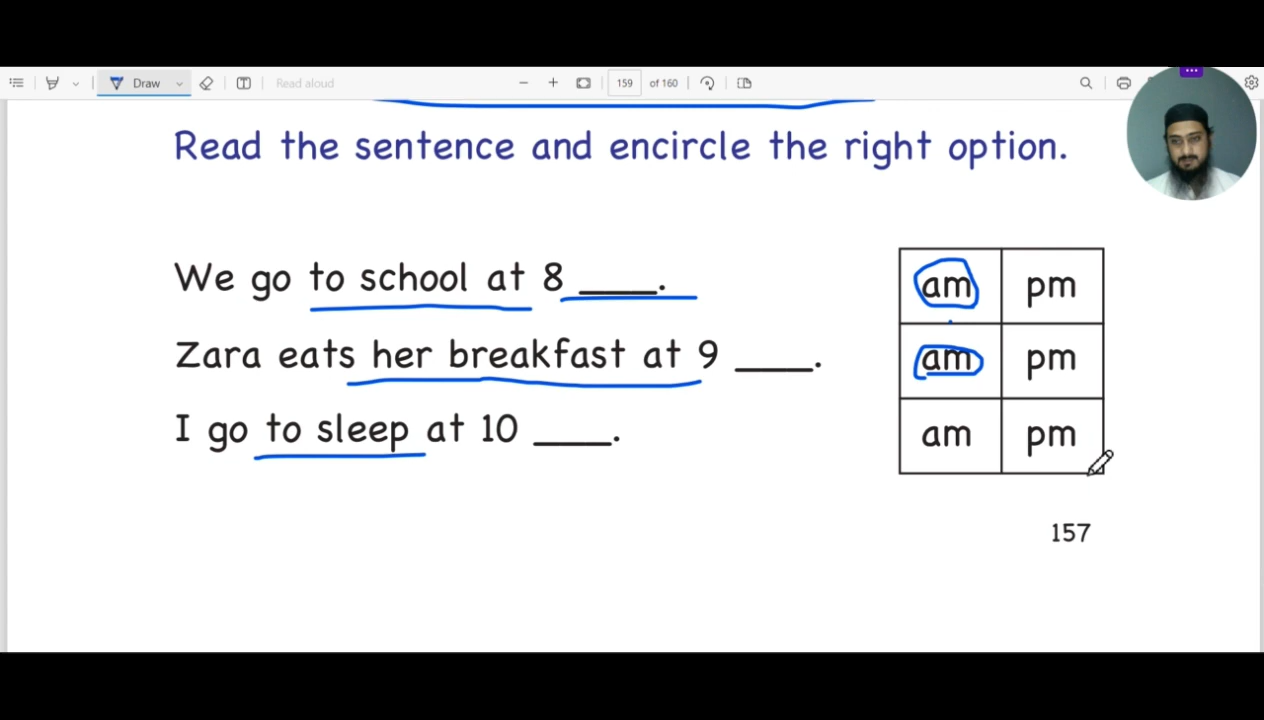 Draw
Read aloud
159 of 160
Read the sentence and encircle the right option.
We go to school at 8 ____. am pm
Zara eats her breakfast at 9 ____. am pm
I go to sleep at 10 ____. am pm
157